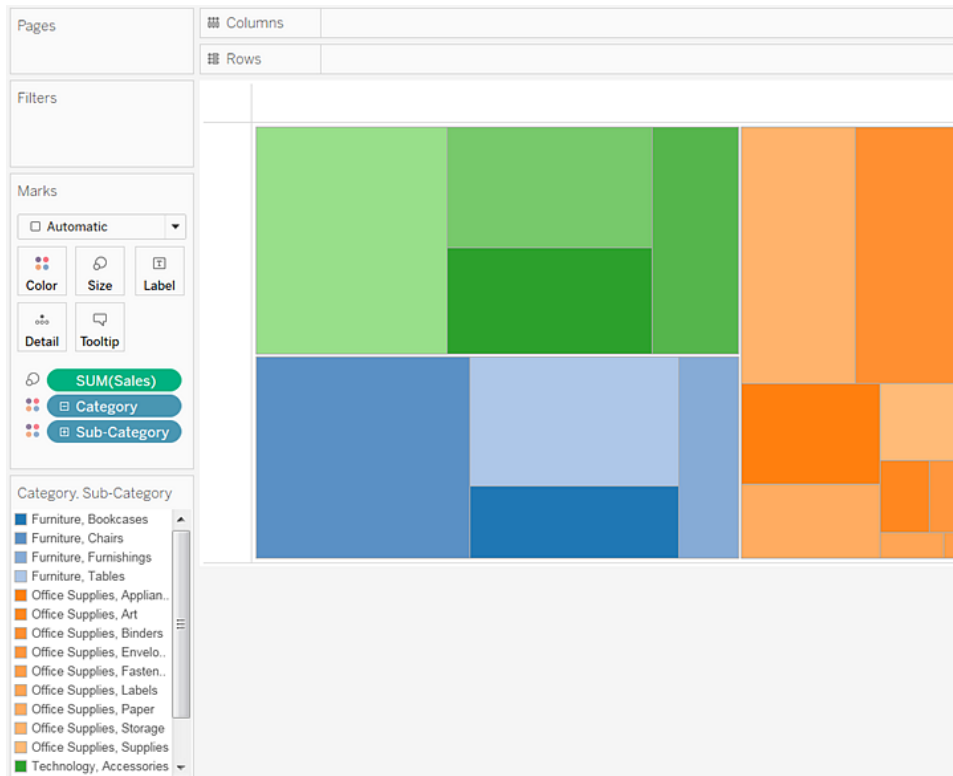 Pages
Columns
Rows
Filters
Marks
Automatic
Color Size Label
Detail Tooltip
SUM(Sales)
Category
Sub-Category
Category, Sub-Category
Furniture, Bookcases
Furniture, Chairs
Furniture, Furnishings
Furniture, Tables
Office Supplies, Applian..
Office Supplies, Art
Office Supplies, Binders
Office Supplies, Envelo..
Office Supplies, Fasten..
Office Supplies, Labels
Office Supplies, Paper
Office Supplies, Storage
Office Supplies, Supplies
Technology, Accessories